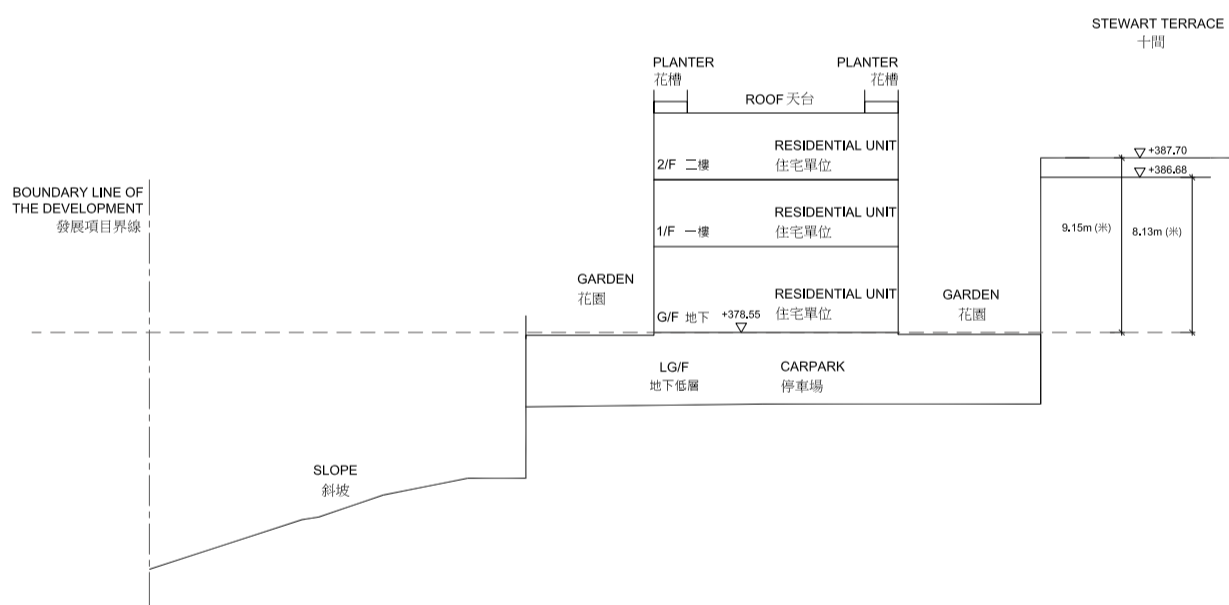 STEWART TERRACE
十間
PLANTER
花槽
PLANTER
花槽
ROOF 天台
RESIDENTIAL UNIT
2/F 二樓 住宅單位
+387.70
+386.68
BOUNDARY LINE OF
THE DEVELOPMENT
發展項目界線
RESIDENTIAL UNIT
1/F 一樓 住宅單位
9.15m (米)
8.13m (米)
GARDEN
花園
RESIDENTIAL UNIT
G/F 地下 +378.55 住宅單位
GARDEN
花園
LG/F
地下低層
CARPARK
停車場
SLOPE
斜坡